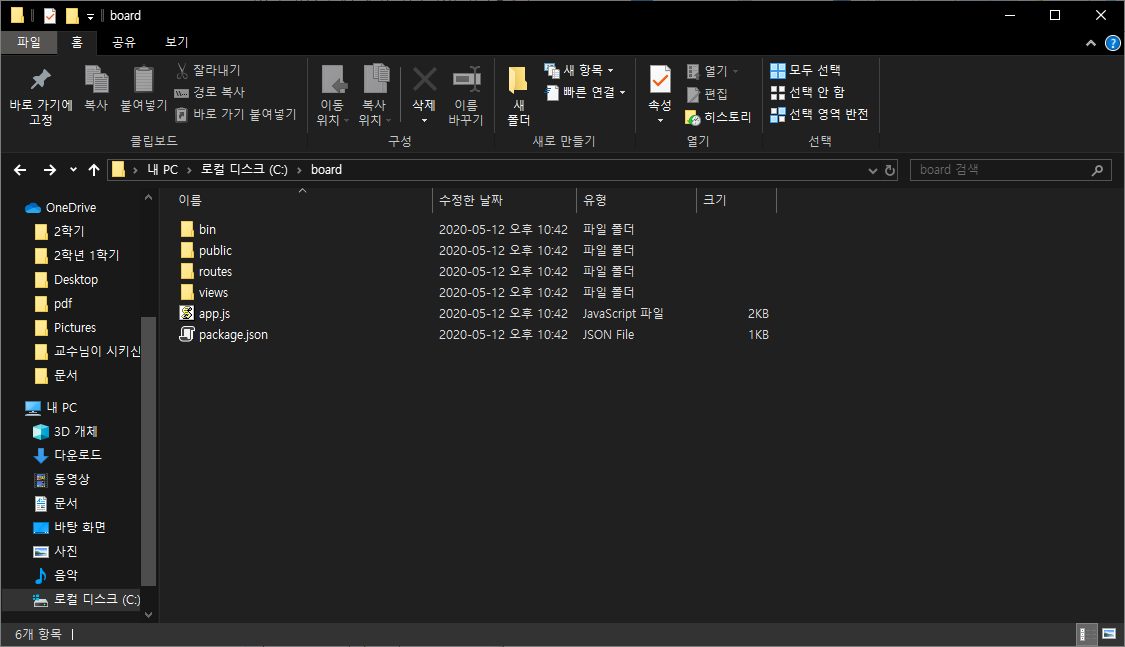 board
파일 홈 공유 보기
바로 가기에 고정
복사
붙여넣기
잘라내기
경로 복사
바로 가기 붙여넣기
클립보드
이동 위치
복사 위치
삭제
이름 바꾸기
구성
새 폴더
새 항목
빠른 연결
새로 만들기
속성
열기
편집
히스토리
열기
모두 선택
선택 안 함
선택 영역 반전
선택
내 PC › 로컬 디스크 (C:) › board
board 검색
OneDrive
2학기
2학년 1학기
Desktop
pdf
Pictures
교수님이 시키신
문서
내 PC
3D 개체
다운로드
동영상
문서
바탕 화면
사진
음악
로컬 디스크 (C:)
이름 수정한 날짜 유형 크기
bin 2020-05-12 오후 10:42 파일 폴더
public 2020-05-12 오후 10:42 파일 폴더
routes 2020-05-12 오후 10:42 파일 폴더
views 2020-05-12 오후 10:42 파일 폴더
app.js 2020-05-12 오후 10:42 JavaScript 파일 2KB
package.json 2020-05-12 오후 10:42 JSON File 1KB
6개 항목